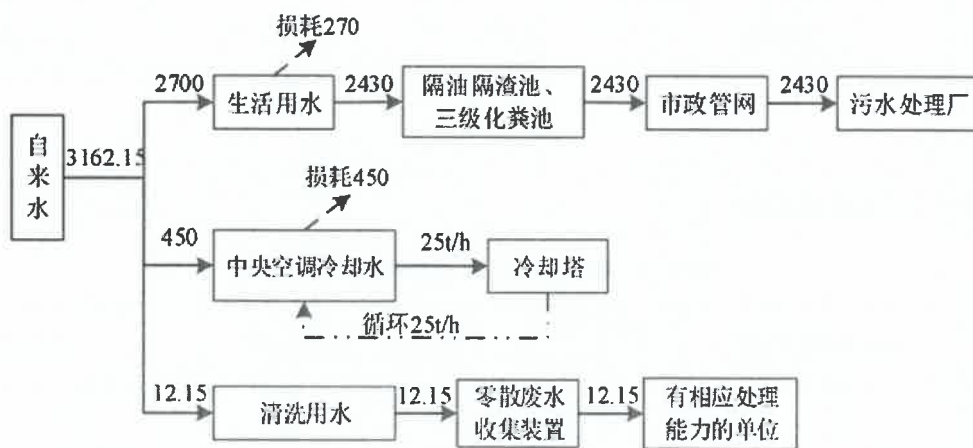 损耗270
2700
生活用水
2430
隔油隔渣池、
三级化粪池
2430
市政管网
2430
污水处理厂
自来水
3162.15
损耗450
450
中央空调冷却水
25t/h
冷却塔
循环25t/h
12.15
清洗用水
12.15
零散废水
收集装置
12.15
有相应处理
能力的单位